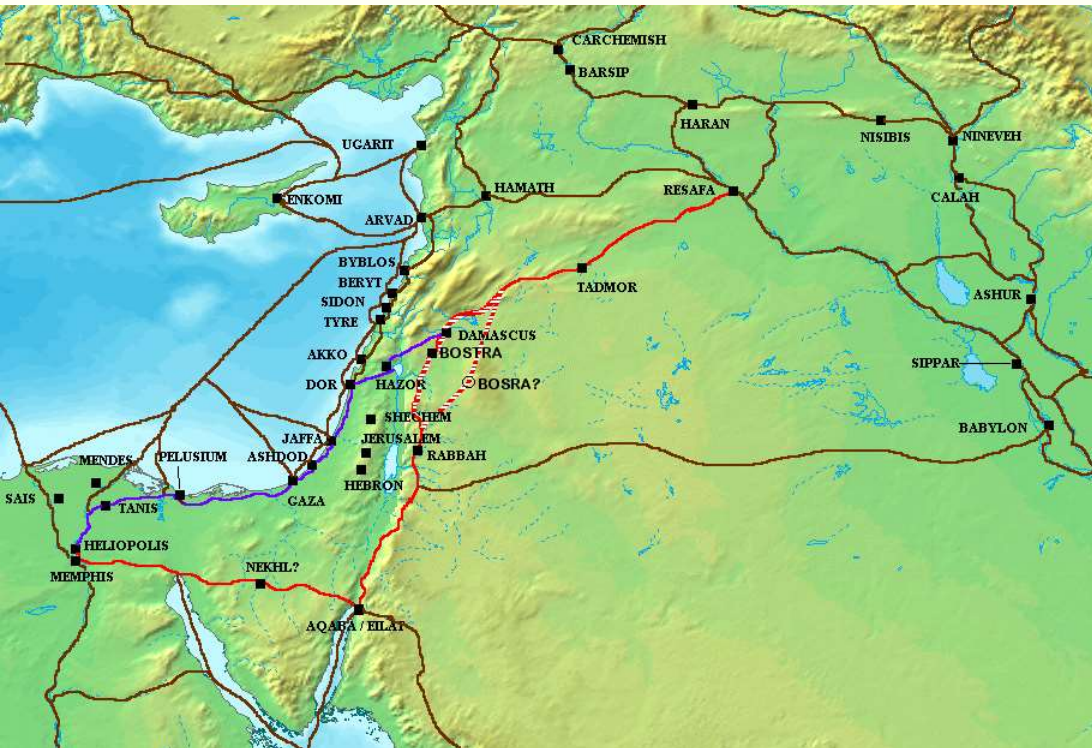 CARCHEMISH
BARSIP
HARAN
NISIBIS
NINEVEH
UGARIT
HAMATH
RESAFA
CALAH
ENKOMI
ARVAD
BYBLOS
BERYT
TADMOR
ASHUR
SIDON
TYRE
DAMASCUS
AKKO
BOSTRA
SIPPAR
DOR
HAZOR
BOSRA?
SHECHEM
BABYLON
JAFFA
JERUSALEM
ASHDOD
RABBAH
MENDES
PELUSIUM
HEBRON
SAIS
GAZA
TANIS
HELIOPOLIS
NEKHL?
MEMPHIS
AQABA / EILAT